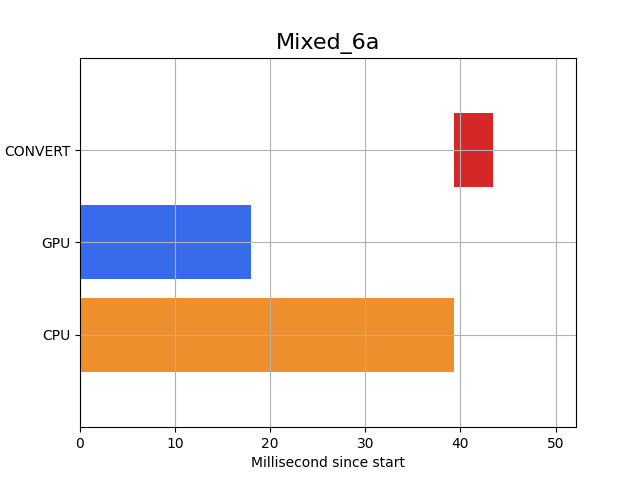 Mixed_6a
CONVERT
GPU
CPU
0 10 20 30 40 50
Millisecond since start